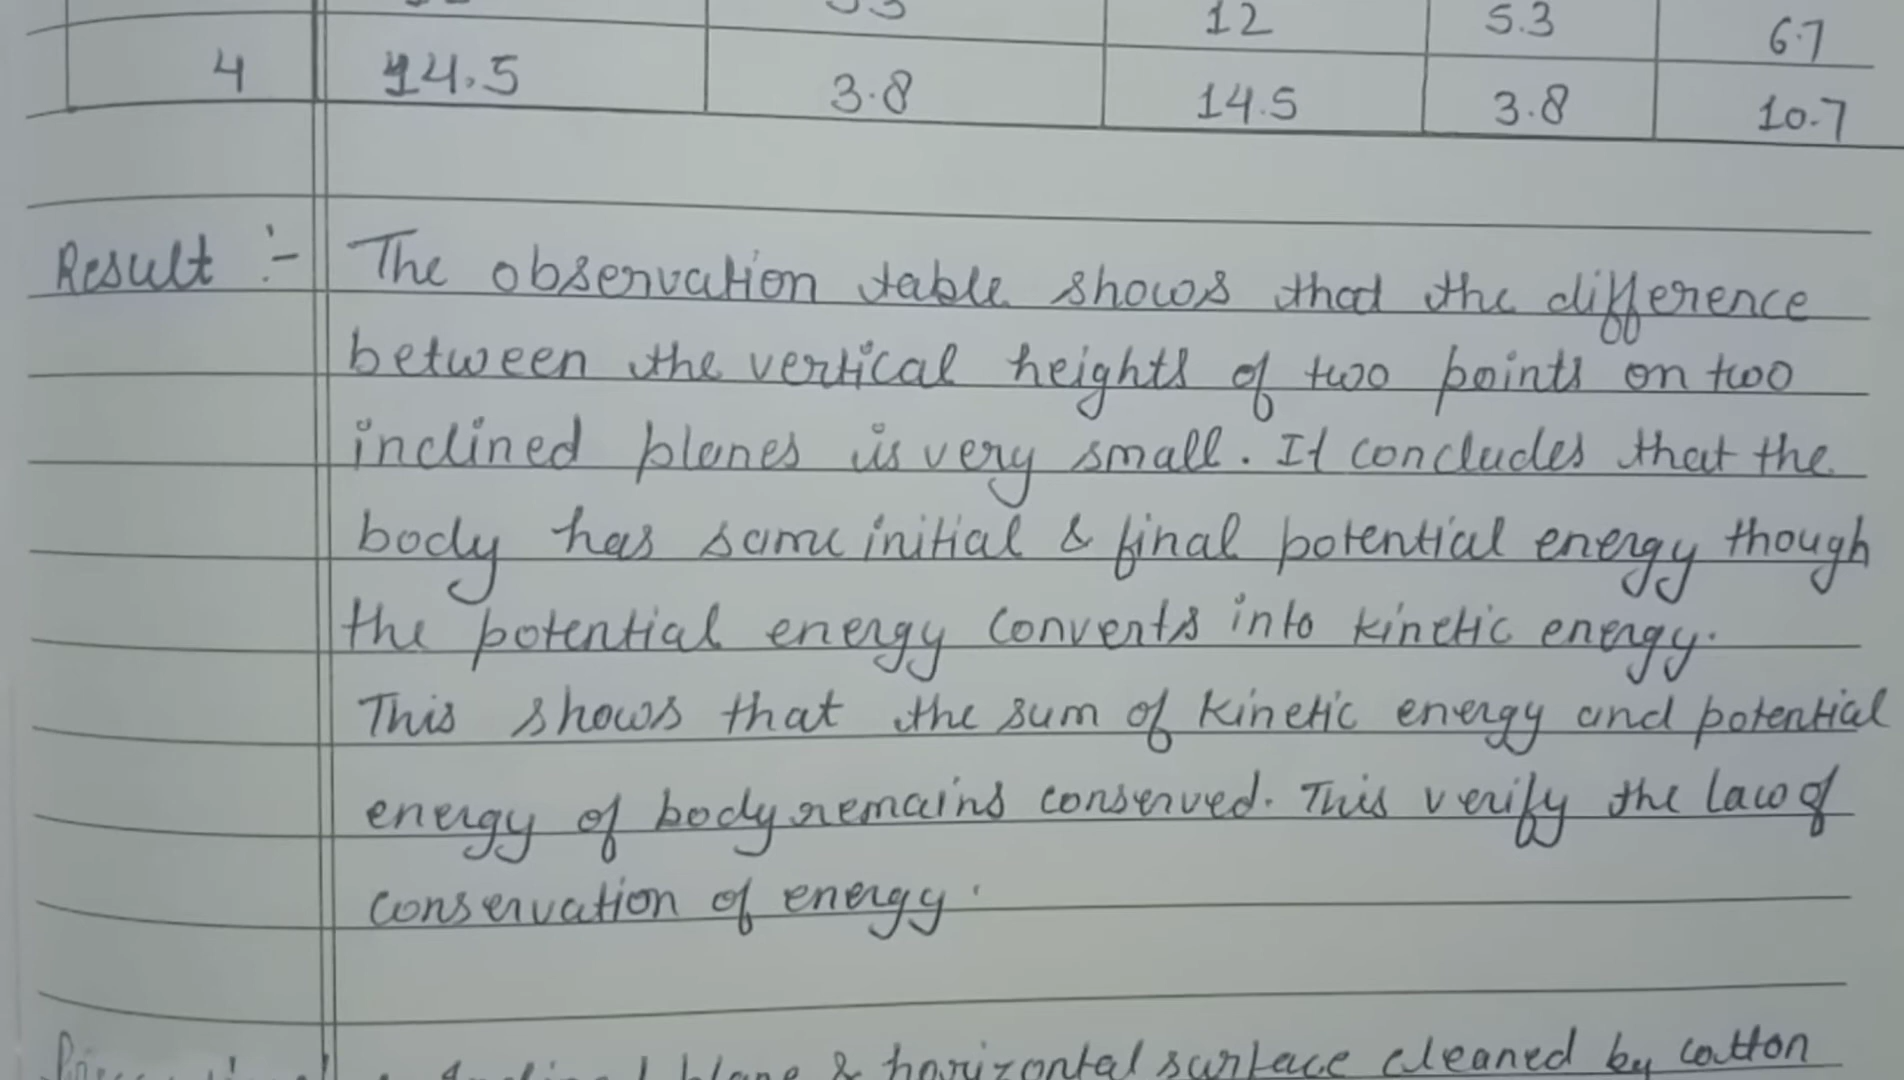 12 5.3 6.7
4 14.5 3.8 14.5 3.8 10.7
Result :- The observation table shows that the difference
between the vertical heights of two points on two
inclined planes is very small. It concludes that the
body has same initial & final potential energy though
the potential energy converts into kinetic energy.
This shows that the sum of kinetic energy and potential
energy of body remains conserved. This verify the law of
conservation of energy.
plane & horizontal surface cleaned by cotton